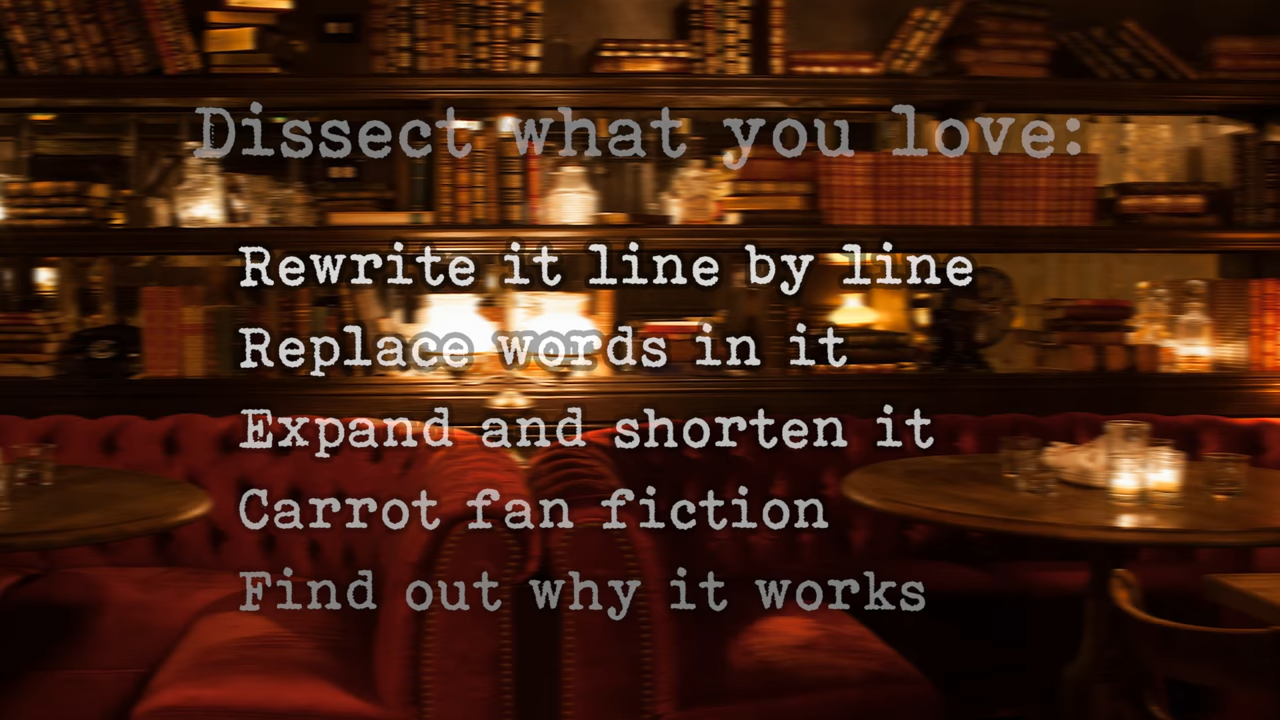 Dissect what you love:
Rewrite it line by line
Replace words in it
Expand and shorten it
Carrot fan fiction
Find out why it works